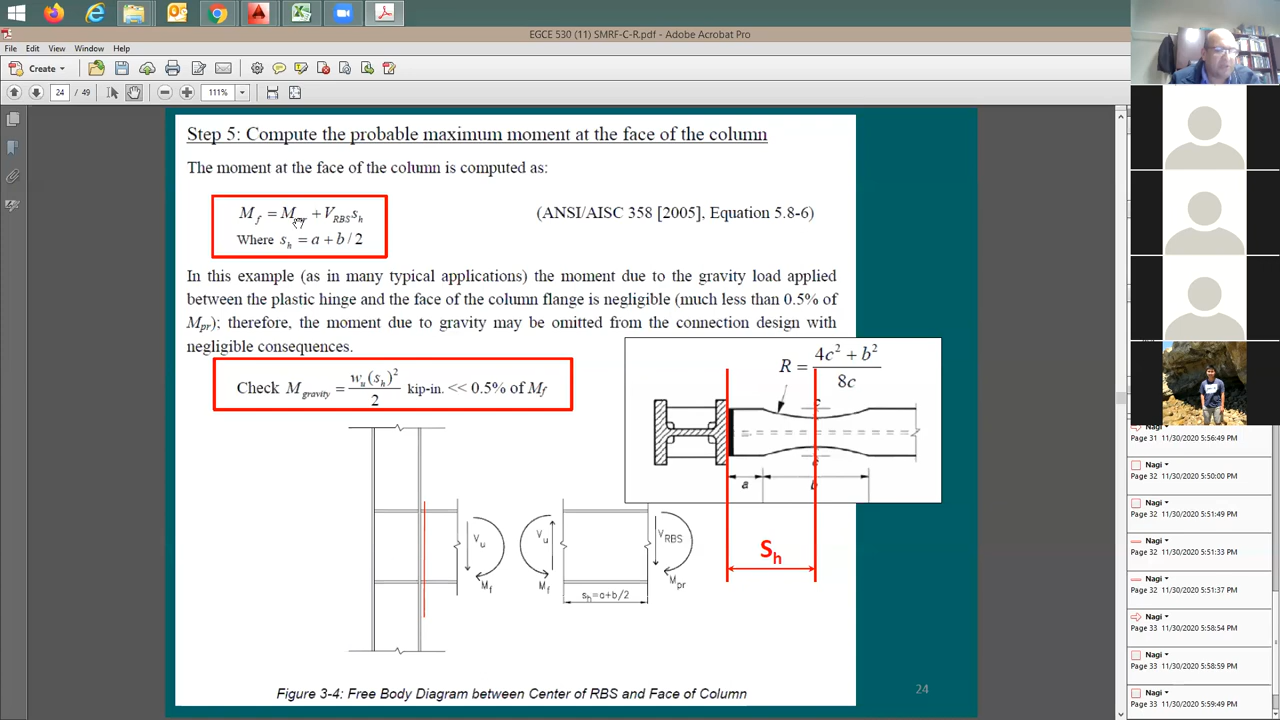 EGCE 530 (11) SMRF-C-R.pdf - Adobe Acrobat Pro
File Edit View Window Help
Create
24 / 49
111%
Step 5: Compute the probable maximum moment at the face of the column
The moment at the face of the column is computed as:
M_f = M_pr + V_RBS s_h (ANSI/AISC 358 [2005], Equation 5.8-6)
Where s_h = a + b / 2
In this example (as in many typical applications) the moment due to the gravity load applied
between the plastic hinge and the face of the column flange is negligible (much less than 0.5% of
M_pr); therefore, the moment due to gravity may be omitted from the connection design with
negligible consequences.
Check M_gravity = w_u(s_h)^2 / 2 kip-in. << 0.5% of M_f
R = (4c^2 + b^2) / 8c
c
c
a b
S_h
V_u
M_f
V_u
M_f
V_RBS
M_pr
s_h=a+b/2
Figure 3-4: Free Body Diagram between Center of RBS and Face of Column
24
Page 31 11/30/2020 5:56:49 PM
Nagi
Page 32 11/30/2020 5:50:00 PM
Nagi
Page 32 11/30/2020 5:51:49 PM
Nagi
Page 32 11/30/2020 5:51:33 PM
Nagi
Page 32 11/30/2020 5:51:37 PM
Nagi
Page 33 11/30/2020 5:58:54 PM
Nagi
Page 33 11/30/2020 5:58:59 PM
Nagi
Page 33 11/30/2020 5:59:49 PM